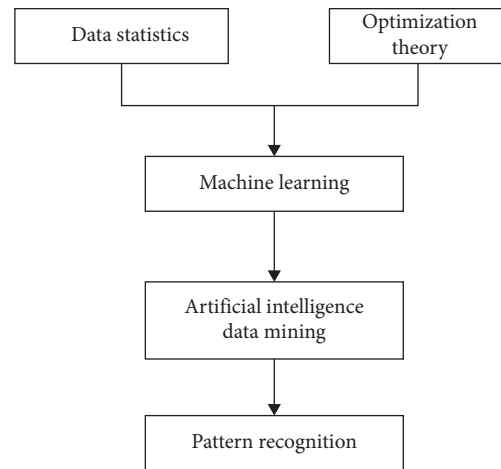 Data statistics
Optimization
theory
Machine learning
Artificial intelligence
data mining
Pattern recognition